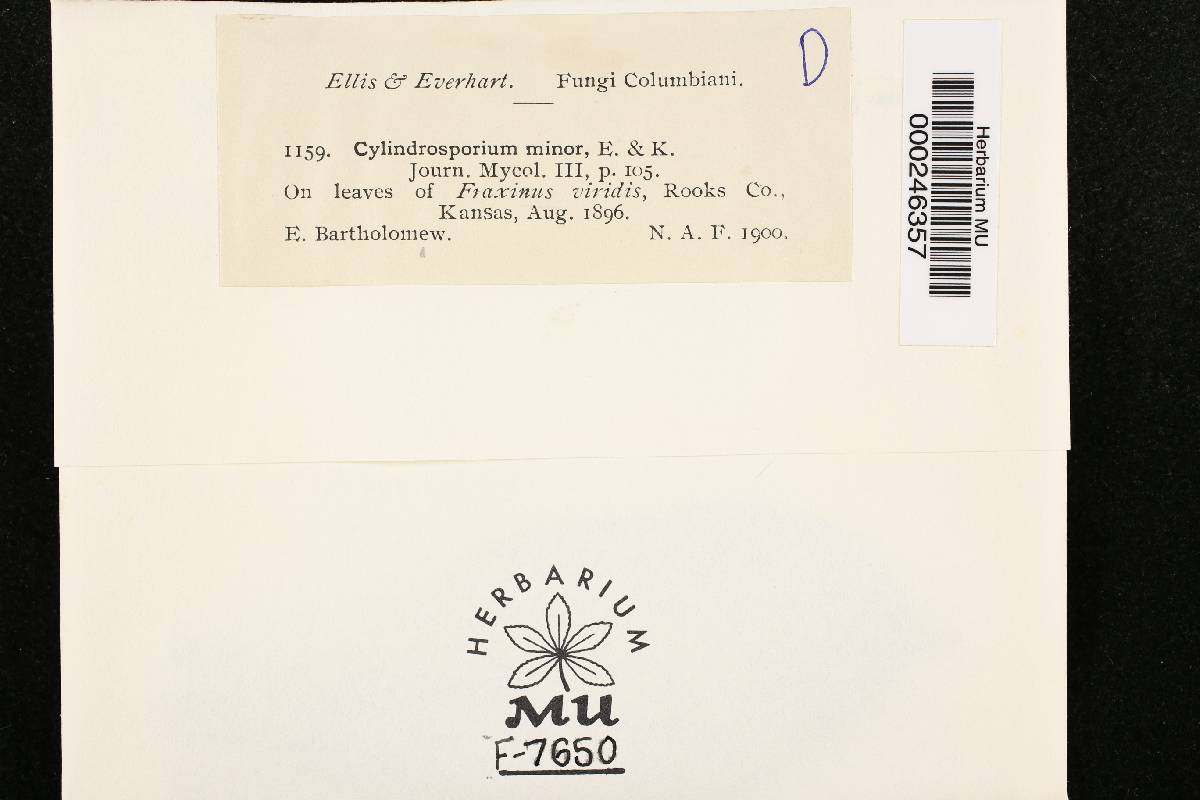 Ellis & Everhart. Fungi Columbiani.
D
1159. Cylindrosporium minor, E. & K.
Journ. Mycol. III, p. 105.
On leaves of Fraxinus viridis, Rooks Co.,
Kansas, Aug. 1896.
E. Bartholomew. N. A. F. 1900.
Herbarium MU
000246357
HERBARIUM
MU
F-7650